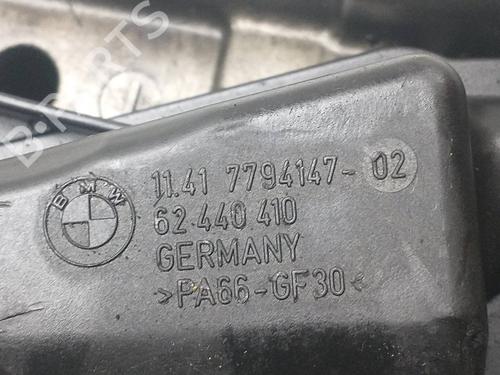 B-PARTS
BMW
11.41 7794147-02
62 440 410
GERMANY
>PA66-GF30<